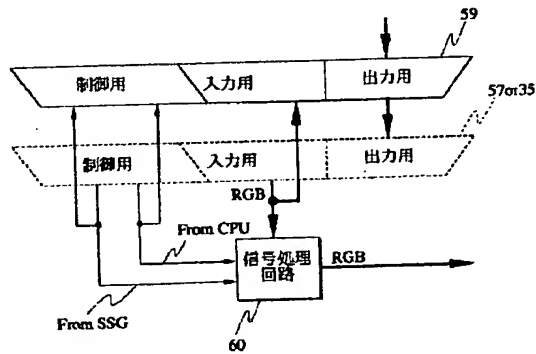 59
制御用 入力用 出力用
57or35
制御用 入力用 出力用
RGB
From CPU
信号処理
回路
RGB
From SSG
60